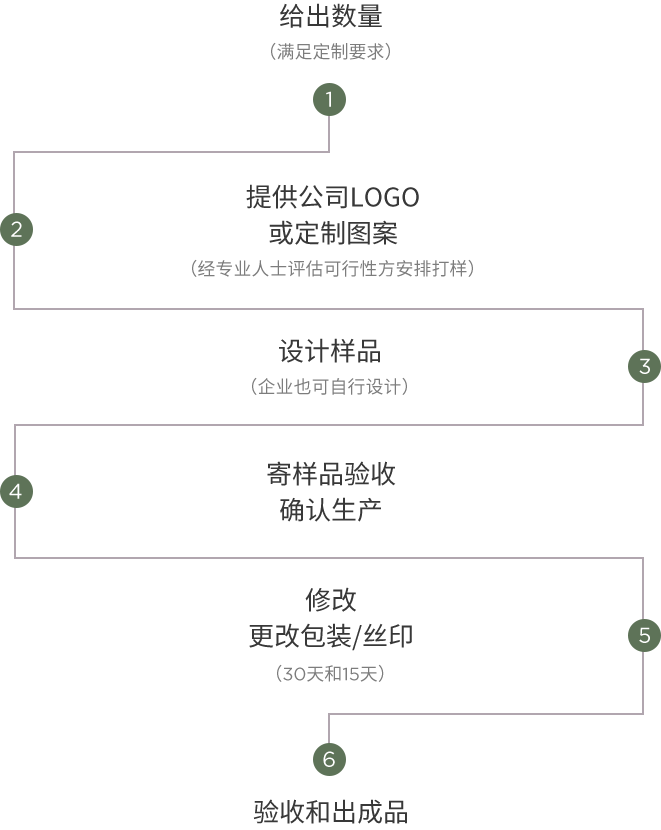 给出数量
（满足定制要求）
1
提供公司LOGO
2
或定制图案
（经专业人士评估可行性方安排打样）
设计样品
3
（企业也可自行设计）
寄样品验收
4
确认生产
修改
更改包装/丝印
5
（30天和15天）
6
验收和出成品